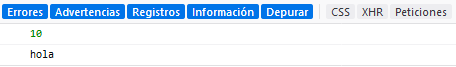 Errores Advertencias Registros Información Depurar CSS XHR Peticiones
10
hola